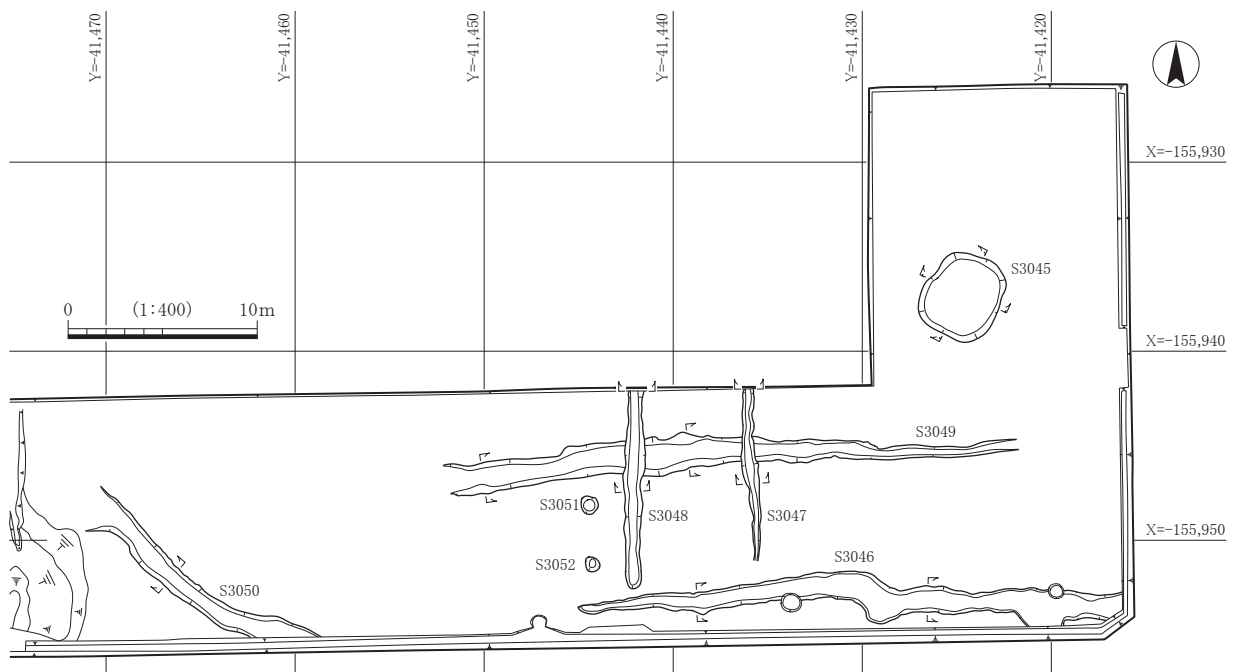 Y=-41,470
Y=-41,460
Y=-41,450
Y=-41,440
Y=-41,430
Y=-41,420
X=-155,930
S3045
0 (1:400) 10m
X=-155,940
S3049
S3051
S3048
S3047
X=-155,950
S3052
S3046
S3050